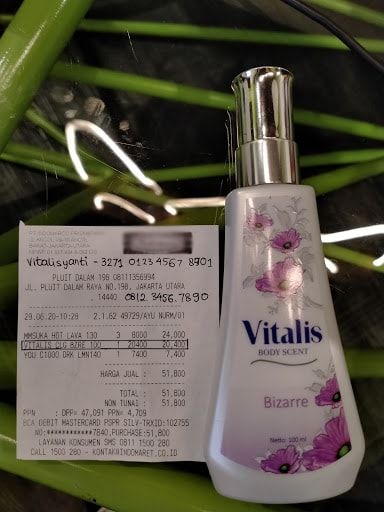 Vitalisyanti - 3271 0123 4567 8901
PLUIT DALAM 198 08111356994
JL. PLUIT DALAM RAYA NO.198, JAKARTA UTARA
, 14440
0812.3456.7890
29.06.20-10:28 2.1.62 49729/AYU NURM/01
MMSUKA HOT LAVA 130 3 8000 24,000
VITALIS CLG BZRE 100 1 20400 20,400
YOU C1000 DRK LMN140 1 7400 7,400
HARGA JUAL : 51,800
TOTAL : 51,800
NON TUNAI : 51,800
PPN : DPP= 47,091 PPN= 4,709
BCA DEBIT MASTERCARD PSPR SILV-TRXID:102755
NO:************7840,PURCHASE:51,800
LAYANAN KONSUMEN SMS 0811 1500 280
CALL 1500 280 - KONTAK@INDOMARET.CO.ID
Vitalis
BODY SCENT
Bizarre
Netto: 100 ml